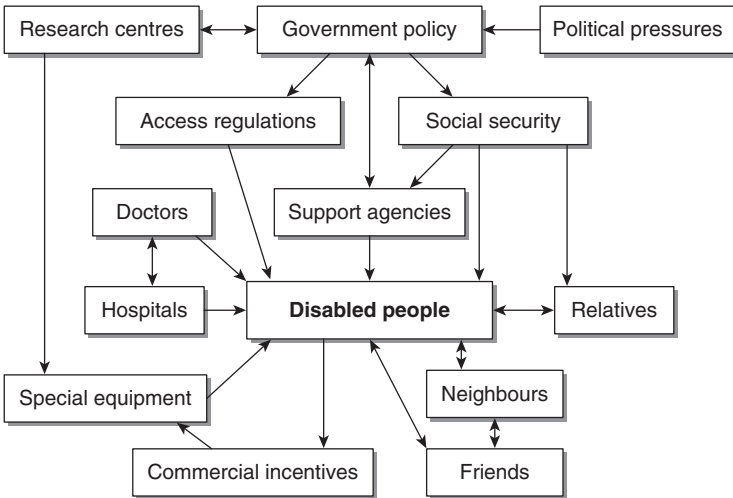 Research centres
Government policy
Political pressures
Access regulations
Social security
Doctors
Support agencies
Hospitals
Disabled people
Relatives
Special equipment
Neighbours
Commercial incentives
Friends